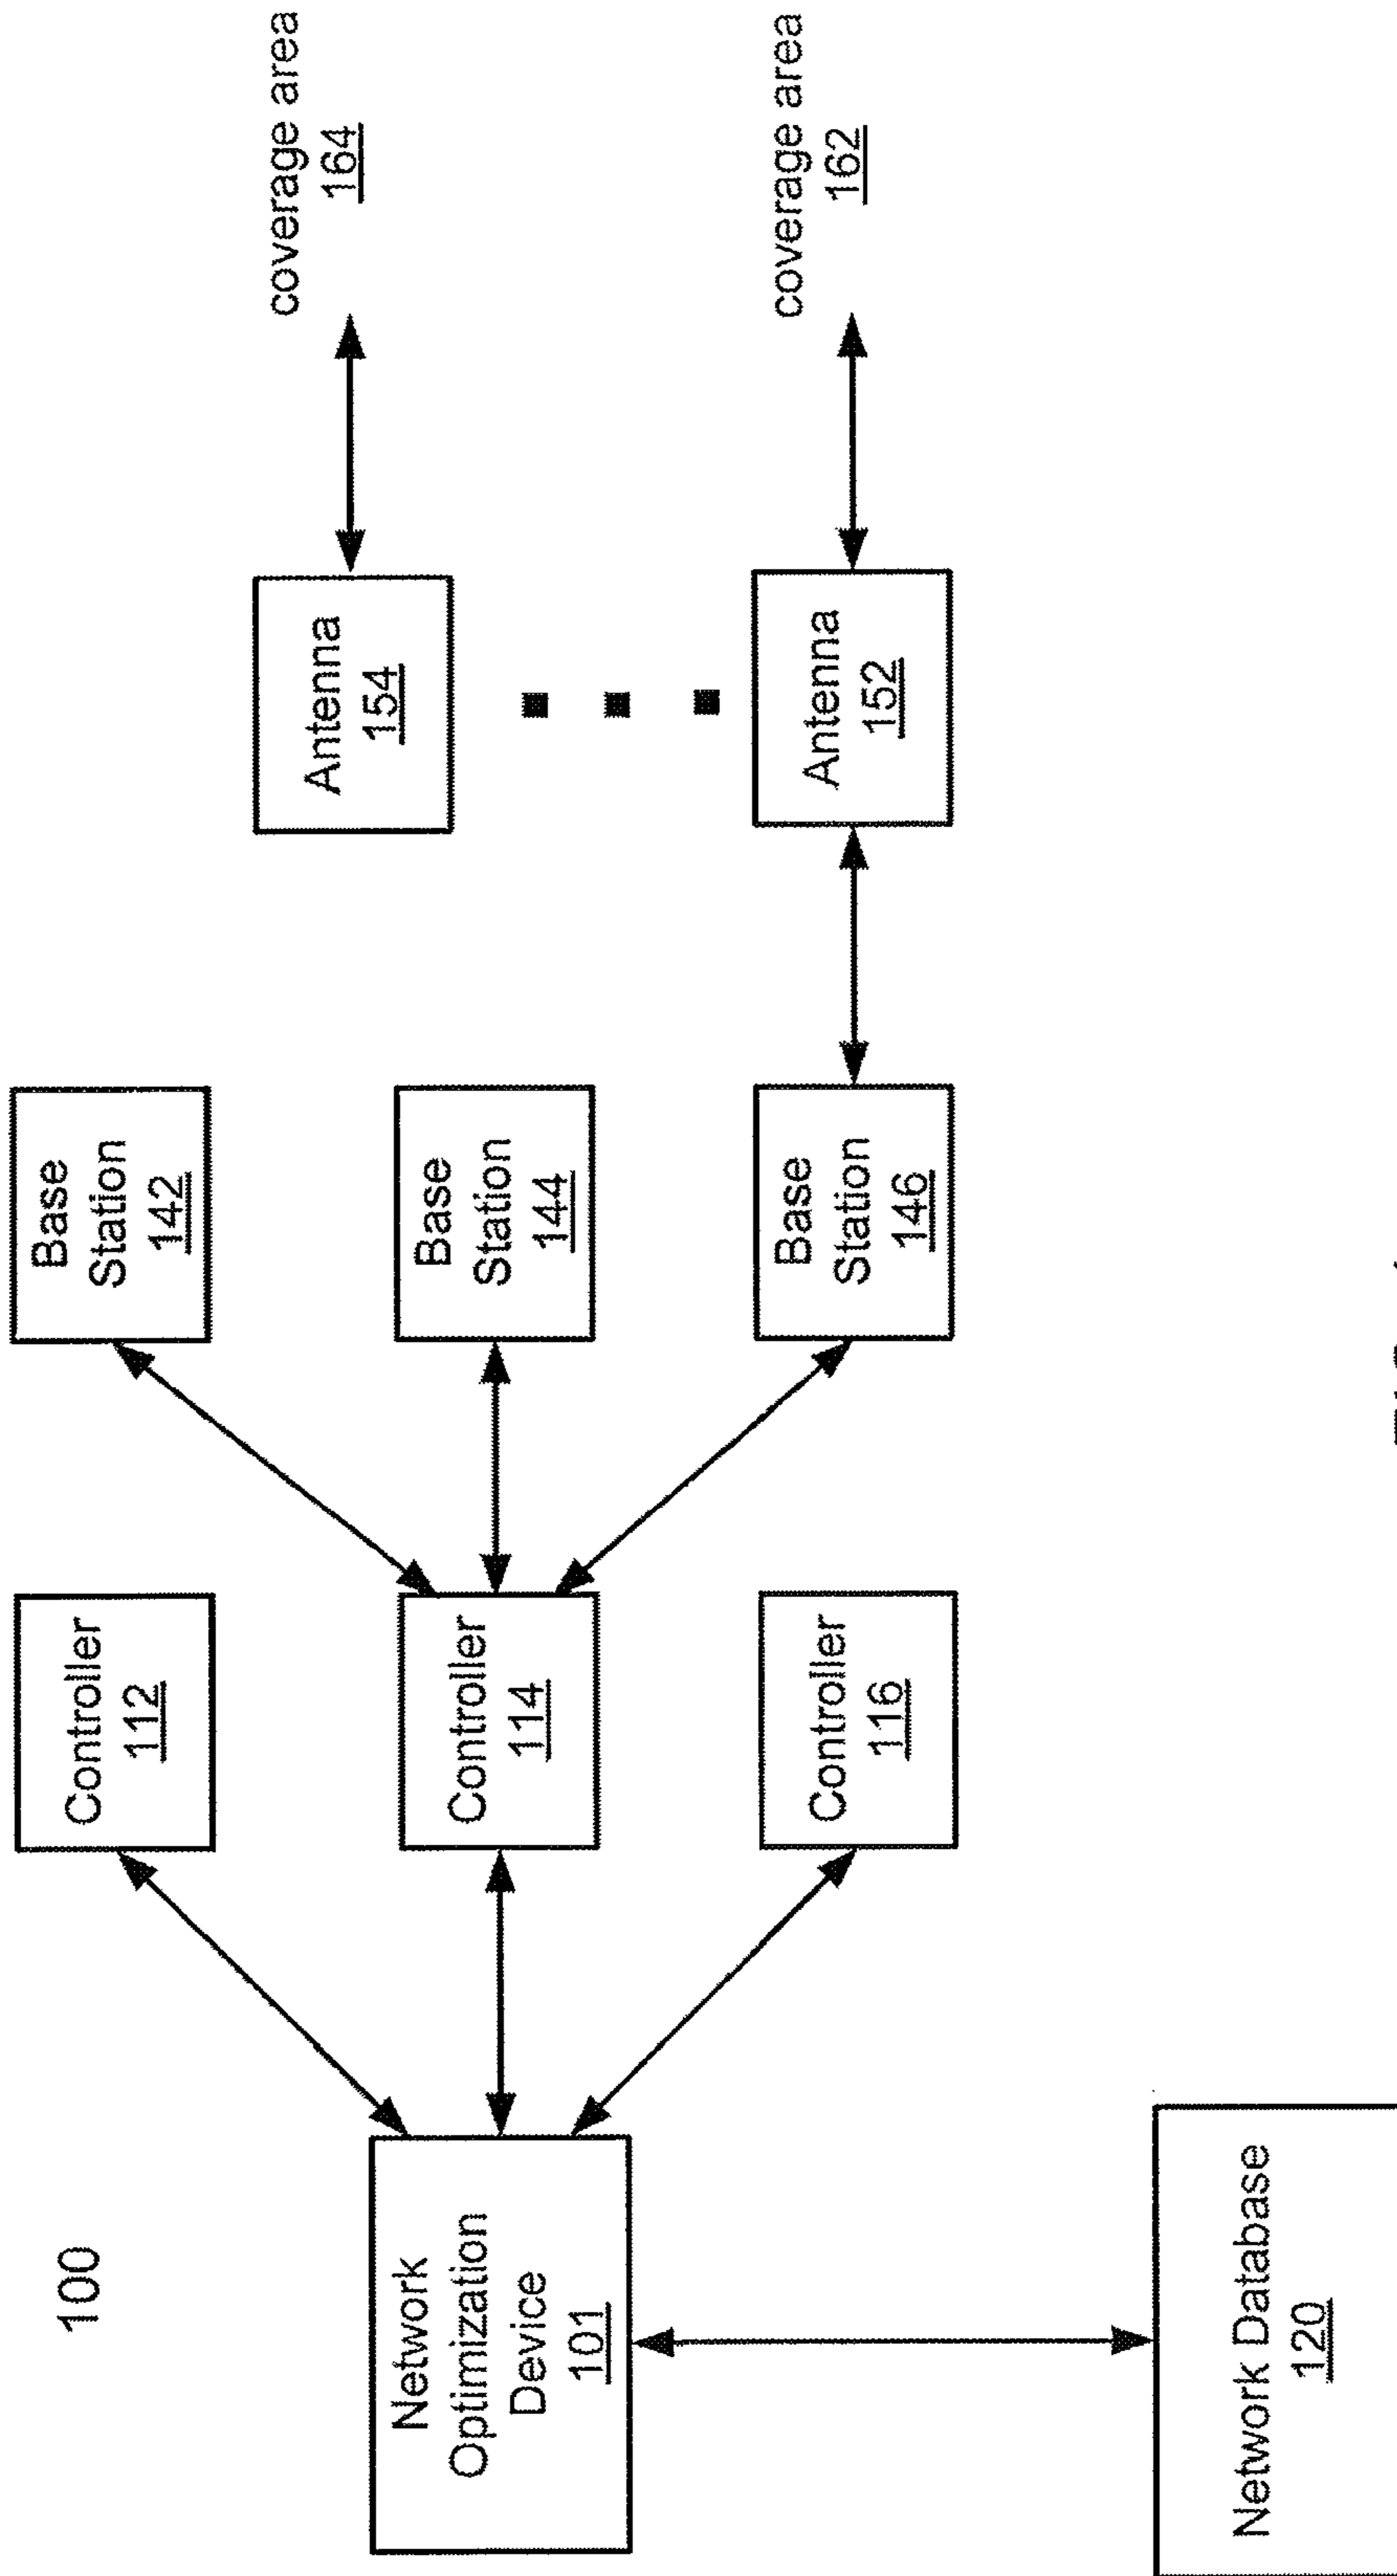 100
Network
Optimization
Device
101
Network Database
120
Controller
112
Controller
114
Controller
116
Base
Station
142
Base
Station
144
Base
Station
146
Antenna
154
Antenna
152
coverage area
164
coverage area
162